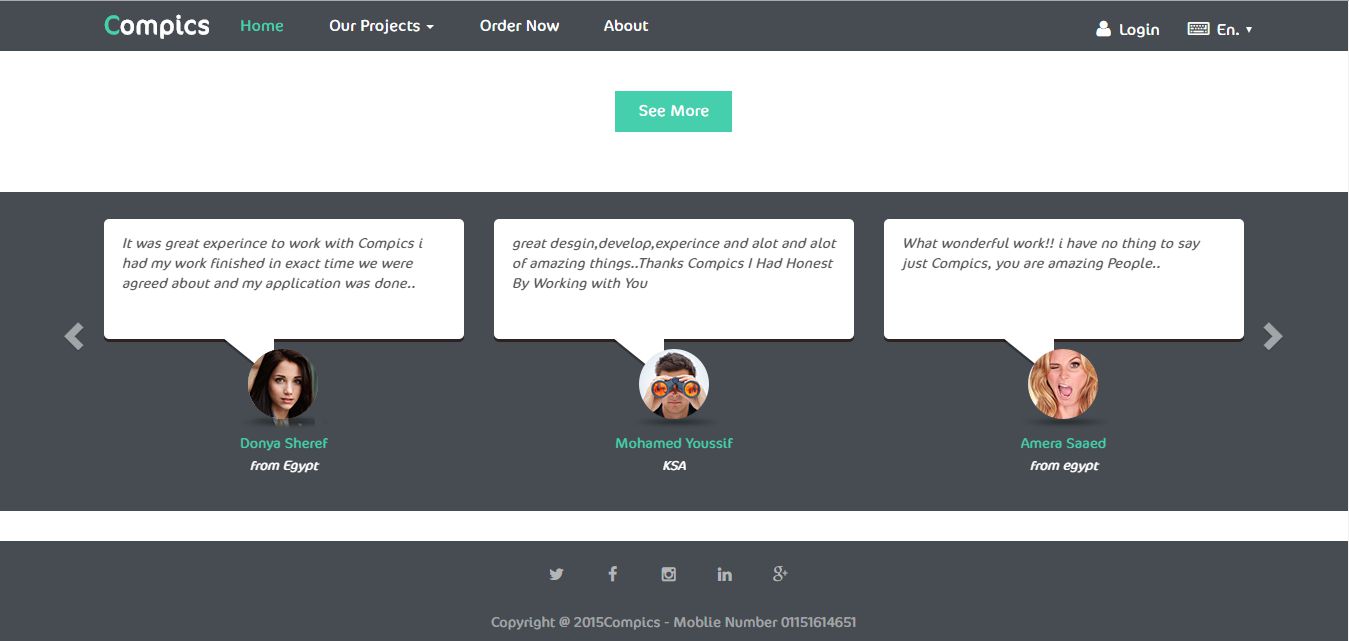 Compics Home Our Projects Order Now About Login En.
See More
It was great experince to work with Compics i
had my work finished in exact time we were
agreed about and my application was done..
great desgin,develop,experince and alot and alot
of amazing things..Thanks Compics I Had Honest
By Working with You
What wonderful work!! i have no thing to say
just Compics, you are amazing People..
Donya Sheref
from Egypt
Mohamed Youssif
KSA
Amera Saaed
from egypt
Copyright @ 2015Compics - Moblie Number 01151614651